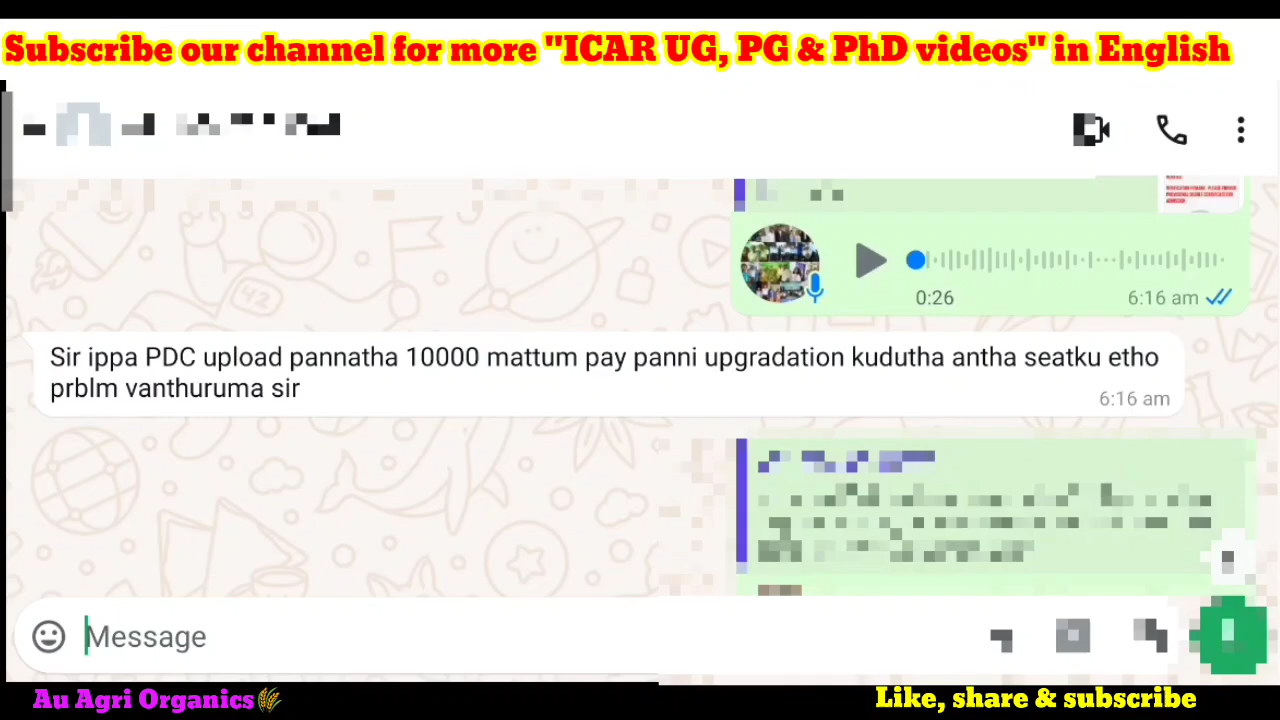 Subscribe our channel for more "ICAR UG, PG & PhD videos" in English
0:26
6:16 am
Sir ippa PDC upload pannatha 10000 mattum pay panni upgradation kudutha antha seatku etho
prblm vanthuruma sir
6:16 am
Message
Au Agri Organics🌾
Like, share & subscribe